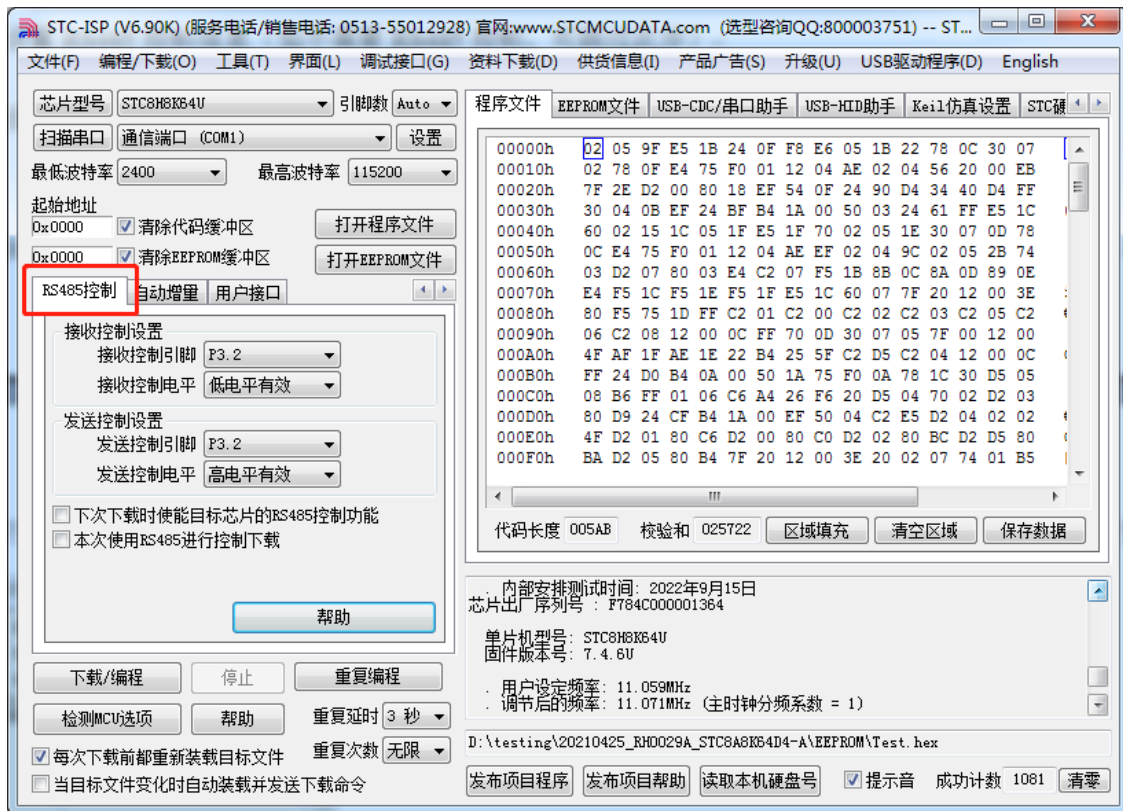 STC-ISP (V6.90K) (服务电话/销售电话: 0513-55012928) 官网:www.STCMCUDATA.com (选型咨询QQ:800003751) -- ST...
文件(F) 编程/下载(O) 工具(T) 界面(L) 调试接口(G) 资料下载(D) 供货信息(I) 产品广告(S) 升级(U) USB驱动程序(D) English
芯片型号 STC8H8K64U 引脚数 Auto
扫描串口 通信端口 (COM1) 设置
最低波特率 2400 最高波特率 115200
起始地址
0x0000 清除代码缓冲区 打开程序文件
0x0000 清除EEPROM缓冲区 打开EEPROM文件
RS485控制 自动增量 用户接口
接收控制设置
接收控制引脚 P3.2
接收控制电平 低电平有效
发送控制设置
发送控制引脚 P3.2
发送控制电平 高电平有效
下次下载时使能目标芯片的RS485控制功能
本次使用RS485进行控制下载
帮助
下载/编程 停止 重复编程
检测MCU选项 帮助 重复延时 3 秒
每次下载前都重新装载目标文件 重复次数 无限
当目标文件变化时自动装载并发送下载命令
程序文件 EEPROM文件 USB-CDC/串口助手 USB-HID助手 Keil仿真设置 STC硬
00000h 02 05 9F E5 1B 24 0F F8 E6 05 1B 22 78 0C 30 07
00010h 02 78 0F E4 75 F0 01 12 04 AE 02 04 56 20 00 EB
00020h 7F 2E D2 00 80 18 EF 54 0F 24 90 D4 34 40 D4 FF
00030h 30 04 0B EF 24 BF B4 1A 00 50 03 24 61 FF E5 1C
00040h 60 02 15 1C 05 1F E5 1F 70 02 05 1E 30 07 0D 78
00050h 0C E4 75 F0 01 12 04 AE EF 02 04 9C 02 05 2B 74
00060h 03 D2 07 80 03 E4 C2 07 F5 1B 8B 0C 8A 0D 89 0E
00070h E4 F5 1C F5 1E F5 1F E5 1C 60 07 7F 20 12 00 3E
00080h 80 F5 75 1D FF C2 01 C2 00 C2 02 C2 03 C2 05 C2
00090h 06 C2 08 12 00 0C FF 70 0D 30 07 05 7F 00 12 00
000A0h 4F AF 1F AE 1E 22 B4 25 5F C2 D5 C2 04 12 00 0C
000B0h FF 24 D0 B4 0A 00 50 1A 75 F0 0A 78 1C 30 D5 05
000C0h 08 B6 FF 01 06 C6 A4 26 F6 20 D5 04 70 02 D2 03
000D0h 80 D9 24 CF B4 1A 00 EF 50 04 C2 E5 D2 04 02 02
000E0h 4F D2 01 80 C6 D2 00 80 C0 D2 02 80 BC D2 D5 80
000F0h BA D2 05 80 B4 7F 20 12 00 3E 20 02 07 74 01 B5
代码长度 005AB 校验和 025722 区域填充 清空区域 保存数据
. 内部安排测试时间: 2022年9月15日
芯片出厂序列号 : F784C000001364
单片机型号: STC8H8K64U
固件版本号: 7.4.6U
. 用户设定频率: 11.059MHz
. 调节后的频率: 11.071MHz (主时钟分频系数 = 1)
D:\testing\20210425_RH0029A_STC8A8K64D4-A\EEPROM\Test.hex
发布项目程序 发布项目帮助 读取本机硬盘号 提示音 成功计数 1081 清零